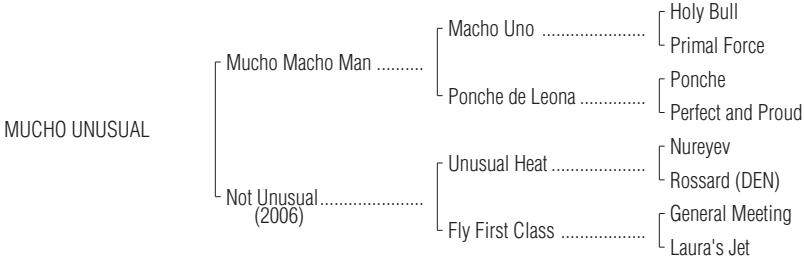 Holy Bull
Macho Uno ......................
Primal Force
Mucho Macho Man ..........
Ponche
Ponche de Leona ..............
Perfect and Proud
MUCHO UNUSUAL
Nureyev
Unusual Heat ....................
Rossard (DEN)
Not Unusual......................
(2006)
General Meeting
Fly First Class ..................
Laura's Jet